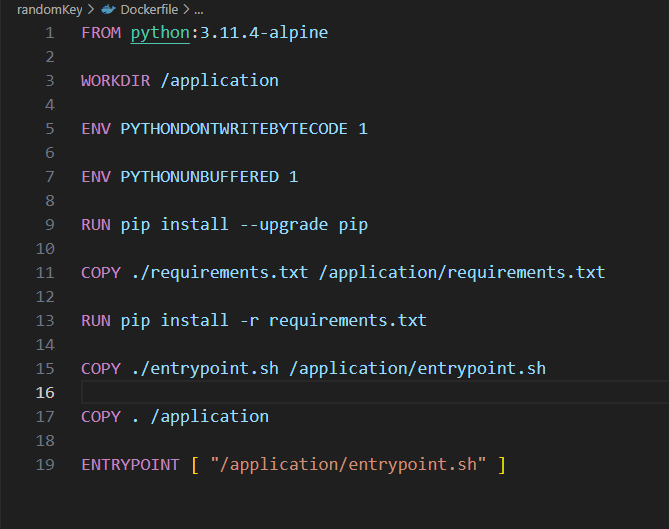 randomKey > Dockerfile > ...
1 FROM python:3.11.4-alpine
2
3 WORKDIR /application
4
5 ENV PYTHONDONTWRITEBYTECODE 1
6
7 ENV PYTHONUNBUFFERED 1
8
9 RUN pip install --upgrade pip
10
11 COPY ./requirements.txt /application/requirements.txt
12
13 RUN pip install -r requirements.txt
14
15 COPY ./entrypoint.sh /application/entrypoint.sh
16
17 COPY . /application
18
19 ENTRYPOINT [ "/application/entrypoint.sh" ]